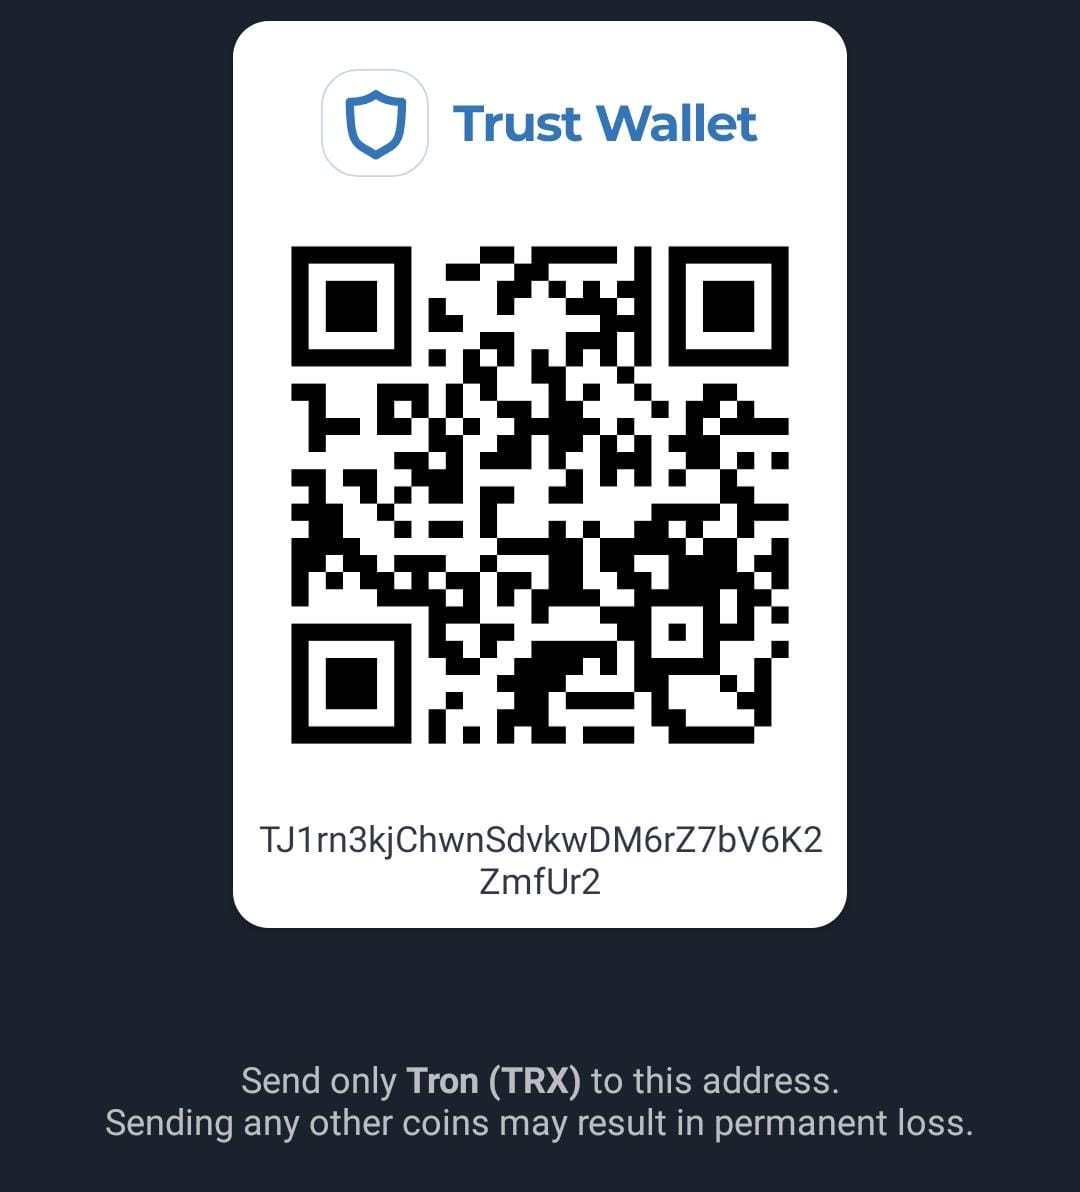 Trust Wallet
TJ1rn3kjChwnSdvkwDM6rZ7bV6K2
ZmfUr2
Send only Tron (TRX) to this address.
Sending any other coins may result in permanent loss.